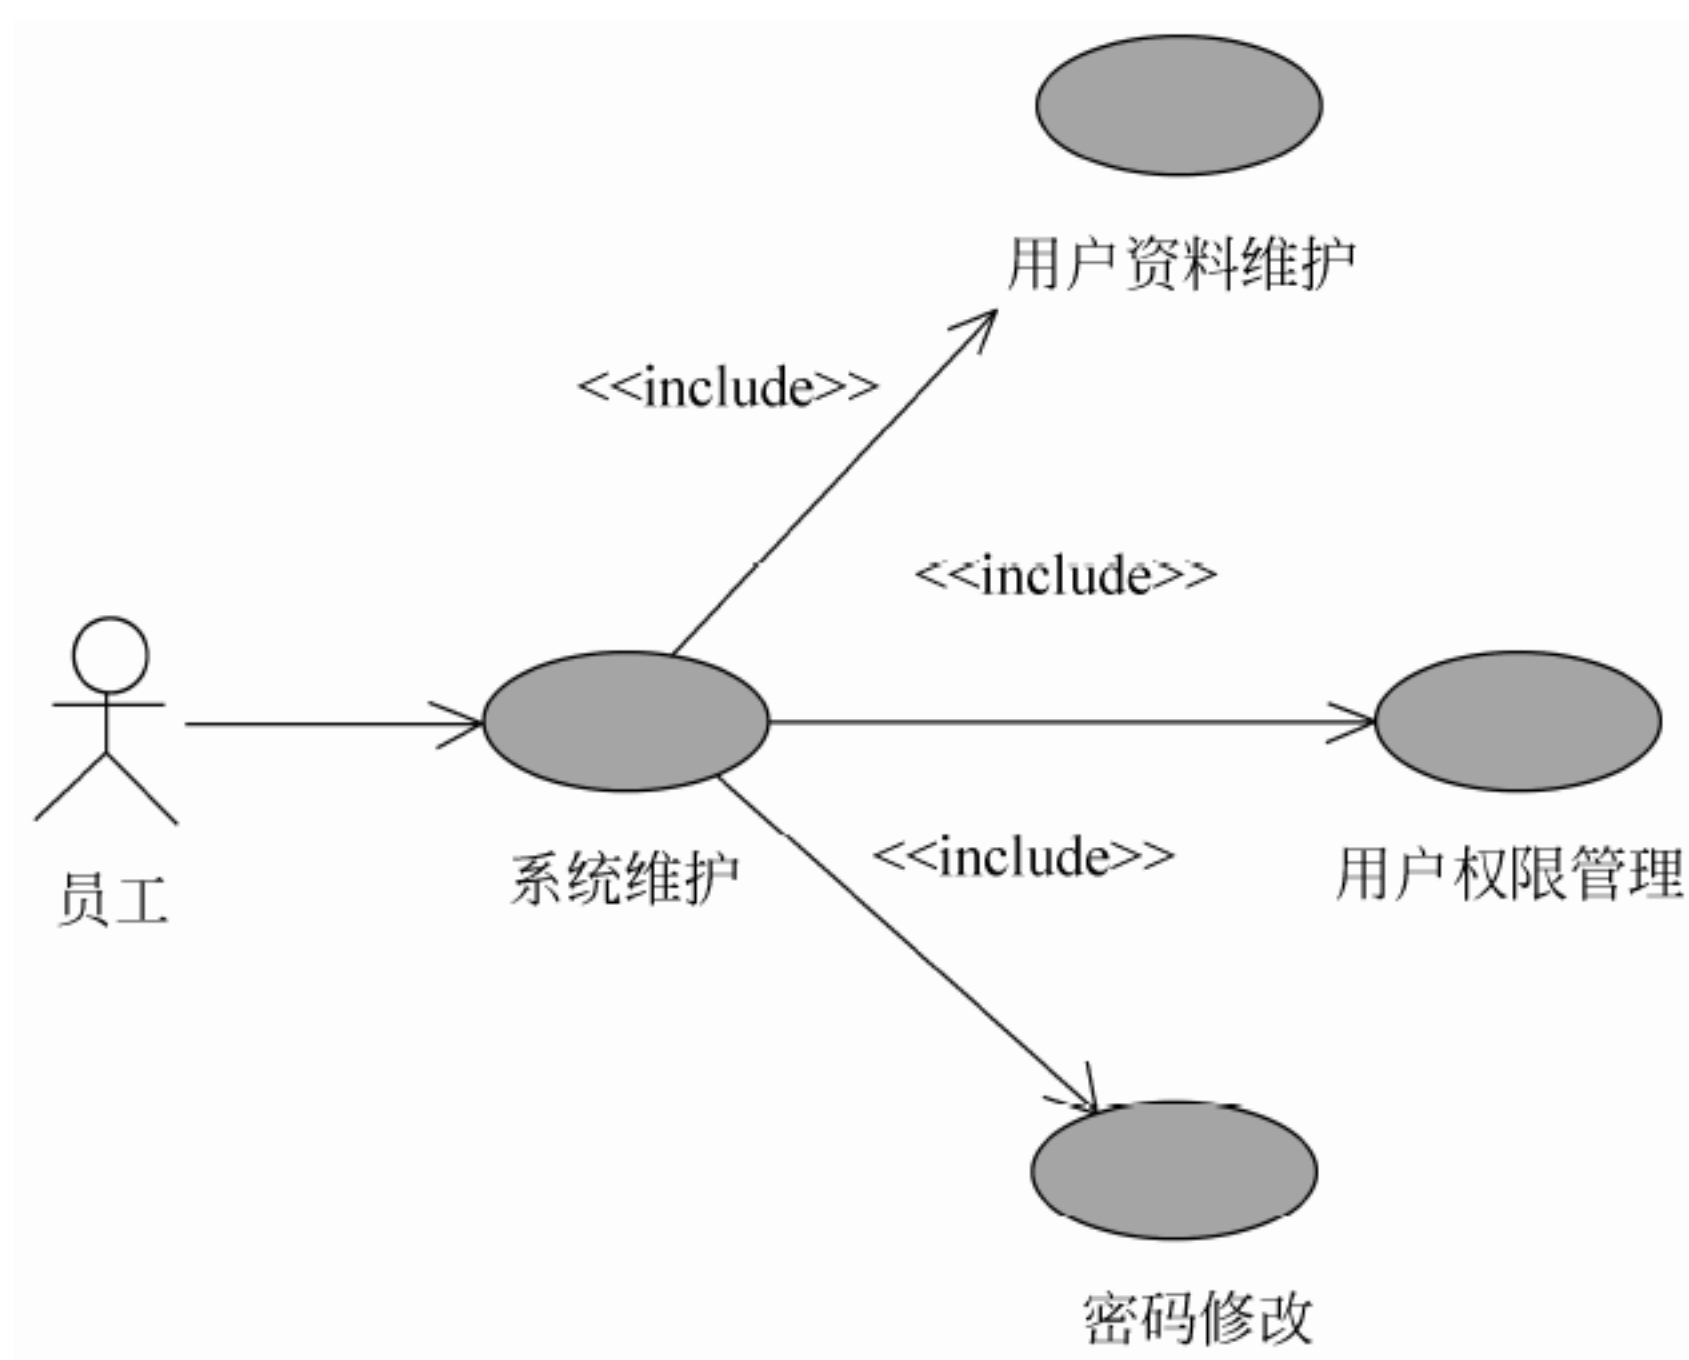 用户资料维护
<<include>>
<<include>>
<<include>>
员工
系统维护
用户权限管理
密码修改